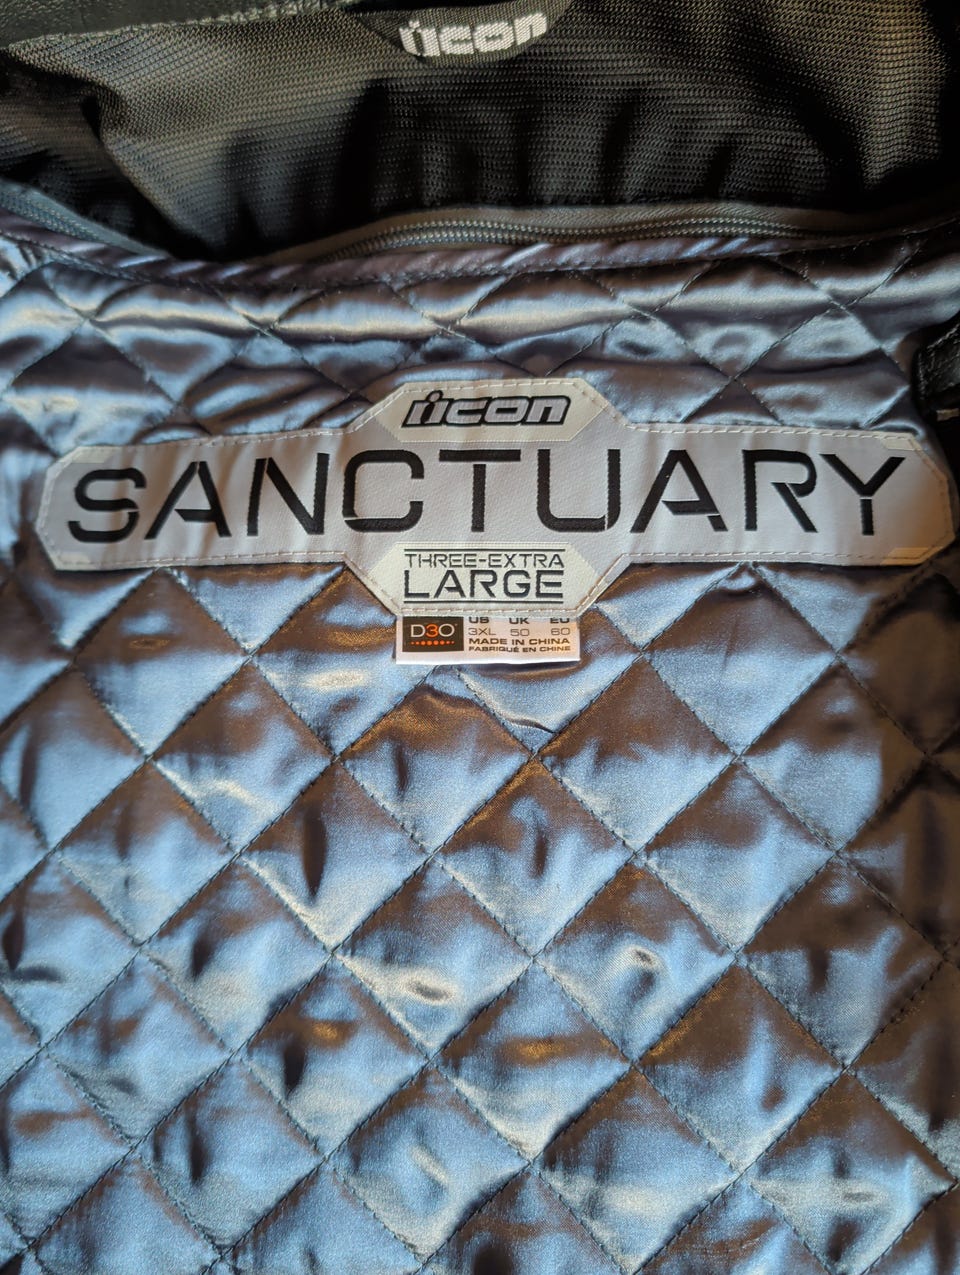 icon
icon
SANCTUARY
THREE-EXTRA
LARGE
D3O
US UK EU
3XL 50 60
MADE IN CHINA
FABRIQUÉ EN CHINE